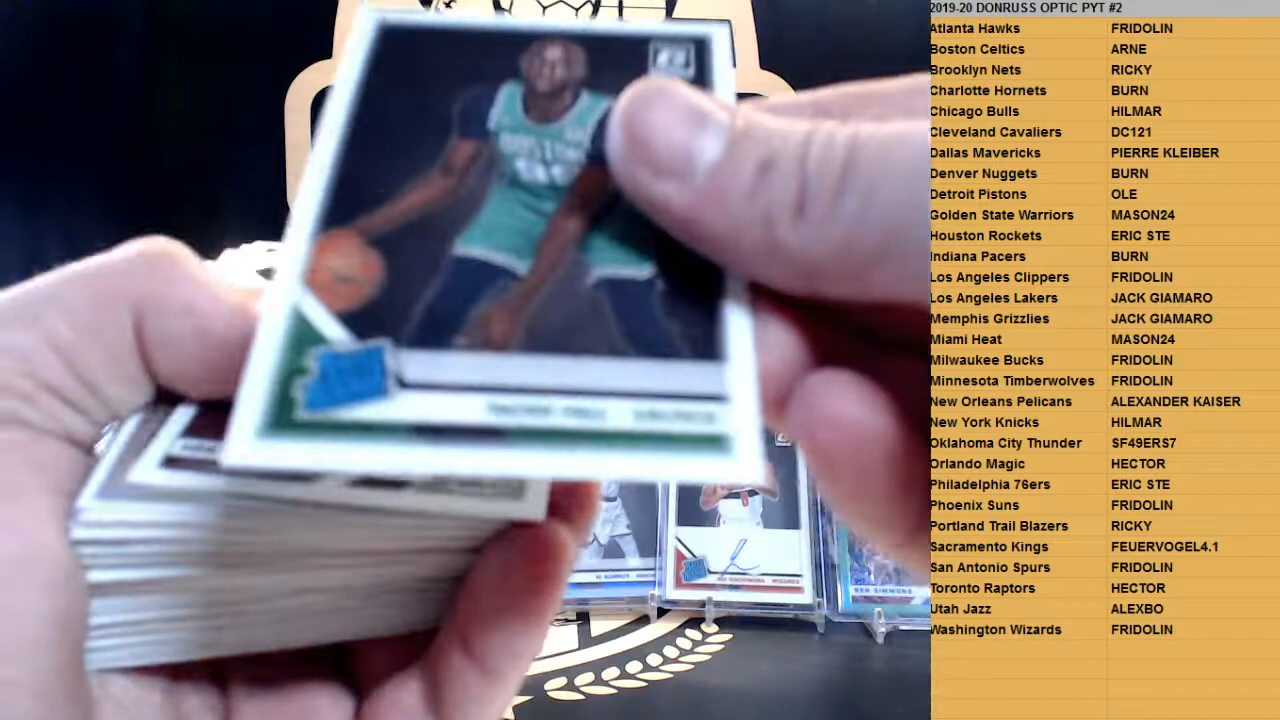 2019-20 DONRUSS OPTIC PYT #2
Atlanta Hawks FRIDOLIN
Boston Celtics ARNE
Brooklyn Nets RICKY
Charlotte Hornets BURN
Chicago Bulls HILMAR
Cleveland Cavaliers DC121
Dallas Mavericks PIERRE KLEIBER
Denver Nuggets BURN
Detroit Pistons OLE
Golden State Warriors MASON24
Houston Rockets ERIC STE
Indiana Pacers BURN
Los Angeles Clippers FRIDOLIN
Los Angeles Lakers JACK GIAMARO
Memphis Grizzlies JACK GIAMARO
Miami Heat MASON24
Milwaukee Bucks FRIDOLIN
Minnesota Timberwolves FRIDOLIN
New Orleans Pelicans ALEXANDER KAISER
New York Knicks HILMAR
Oklahoma City Thunder SF49ERS7
Orlando Magic HECTOR
Philadelphia 76ers ERIC STE
Phoenix Suns FRIDOLIN
Portland Trail Blazers RICKY
Sacramento Kings FEUERVOGEL4.1
San Antonio Spurs FRIDOLIN
Toronto Raptors HECTOR
Utah Jazz ALEXBO
Washington Wizards FRIDOLIN
BOSTON
BEN SIMMONS